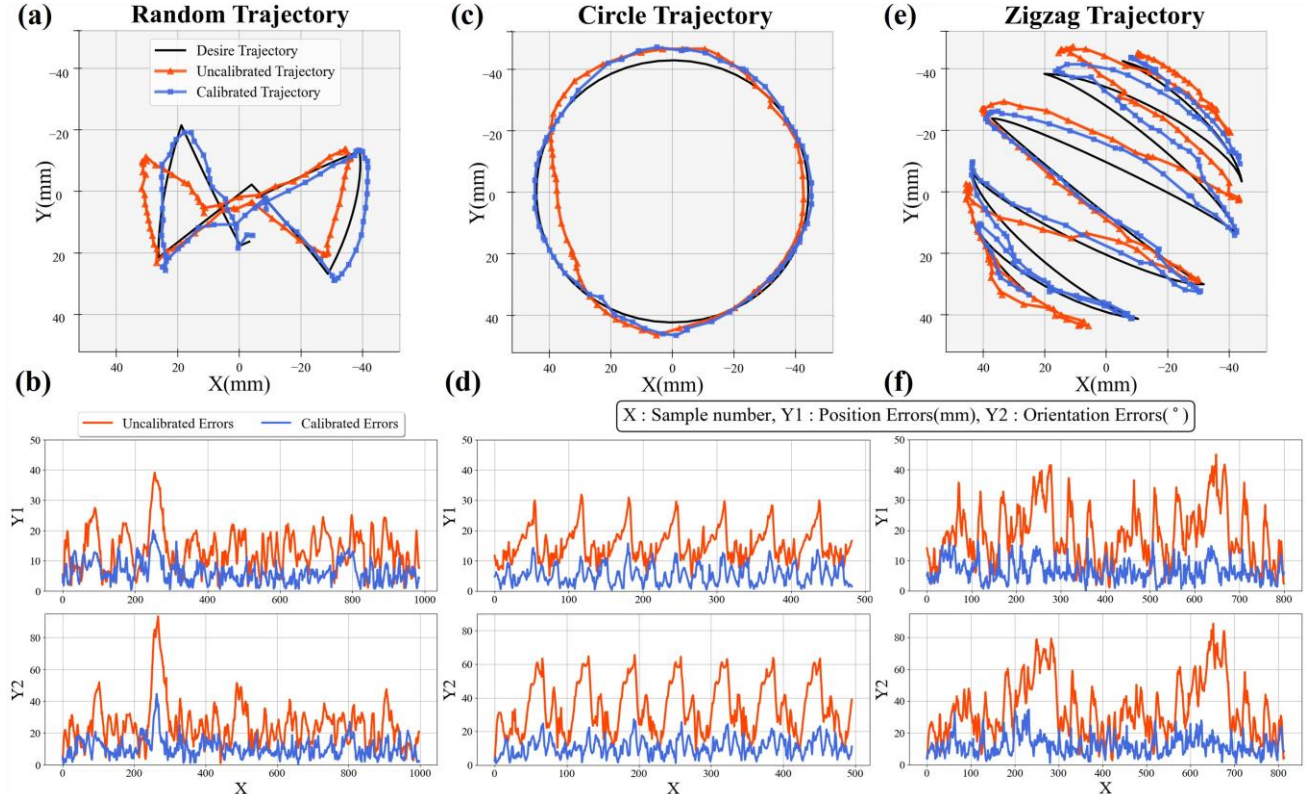 (a) Random Trajectory
Desire Trajectory
Uncalibrated Trajectory
Calibrated Trajectory
Y(mm)
−40
−20
0
20
40
40 20 0 −20 −40
X(mm)
(c) Circle Trajectory
Y(mm)
−40
−20
0
20
40
40 20 0 −20 −40
X(mm)
(e) Zigzag Trajectory
Y(mm)
−40
−20
0
20
40
40 20 0 −20 −40
X(mm)
(b)
Uncalibrated Errors Calibrated Errors
(d)
(f)
X : Sample number, Y1 : Position Errors(mm), Y2 : Orientation Errors(°)
Y1
50
40
30
20
10
0
0 200 400 600 800 1000
Y1
50
40
30
20
10
0
0 100 200 300 400 500
Y1
50
40
30
20
10
0
0 100 200 300 400 500 600 700 800
Y2
80
60
40
20
0
0 200 400 600 800 1000
X
Y2
80
60
40
20
0
0 100 200 300 400 500
X
Y2
80
60
40
20
0
0 100 200 300 400 500 600 700 800
X